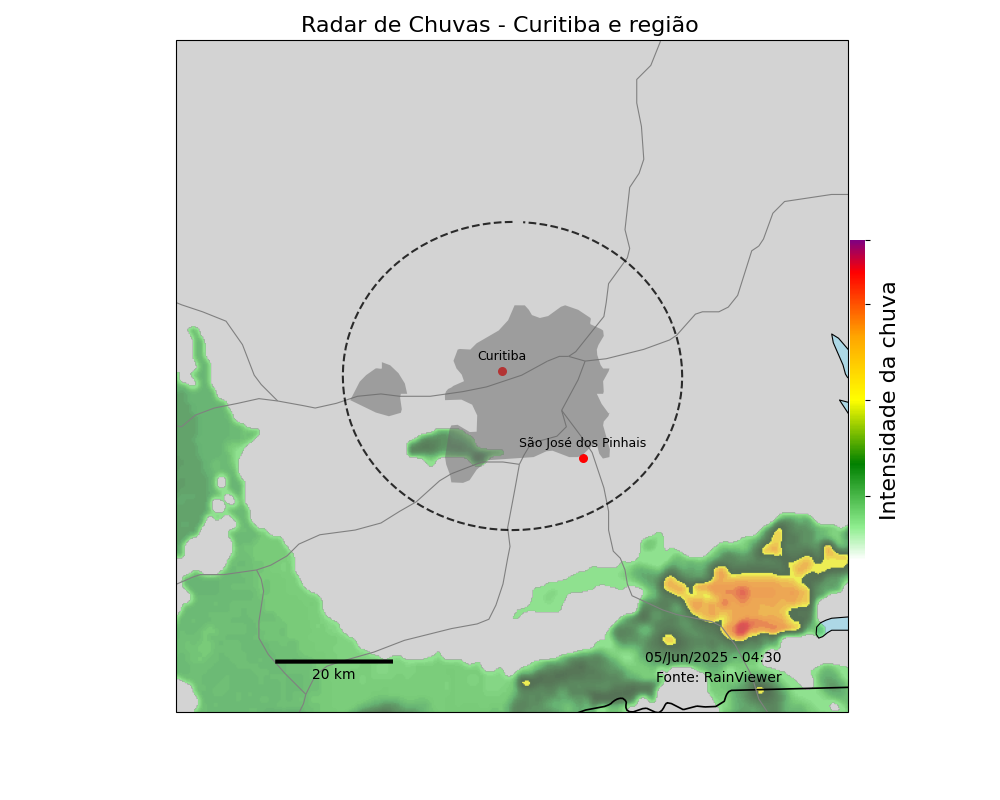 Radar de Chuvas - Curitiba e região
Curitiba
São José dos Pinhais
Intensidade da chuva
05/Jun/2025 - 04:30
20 km
Fonte: RainViewer